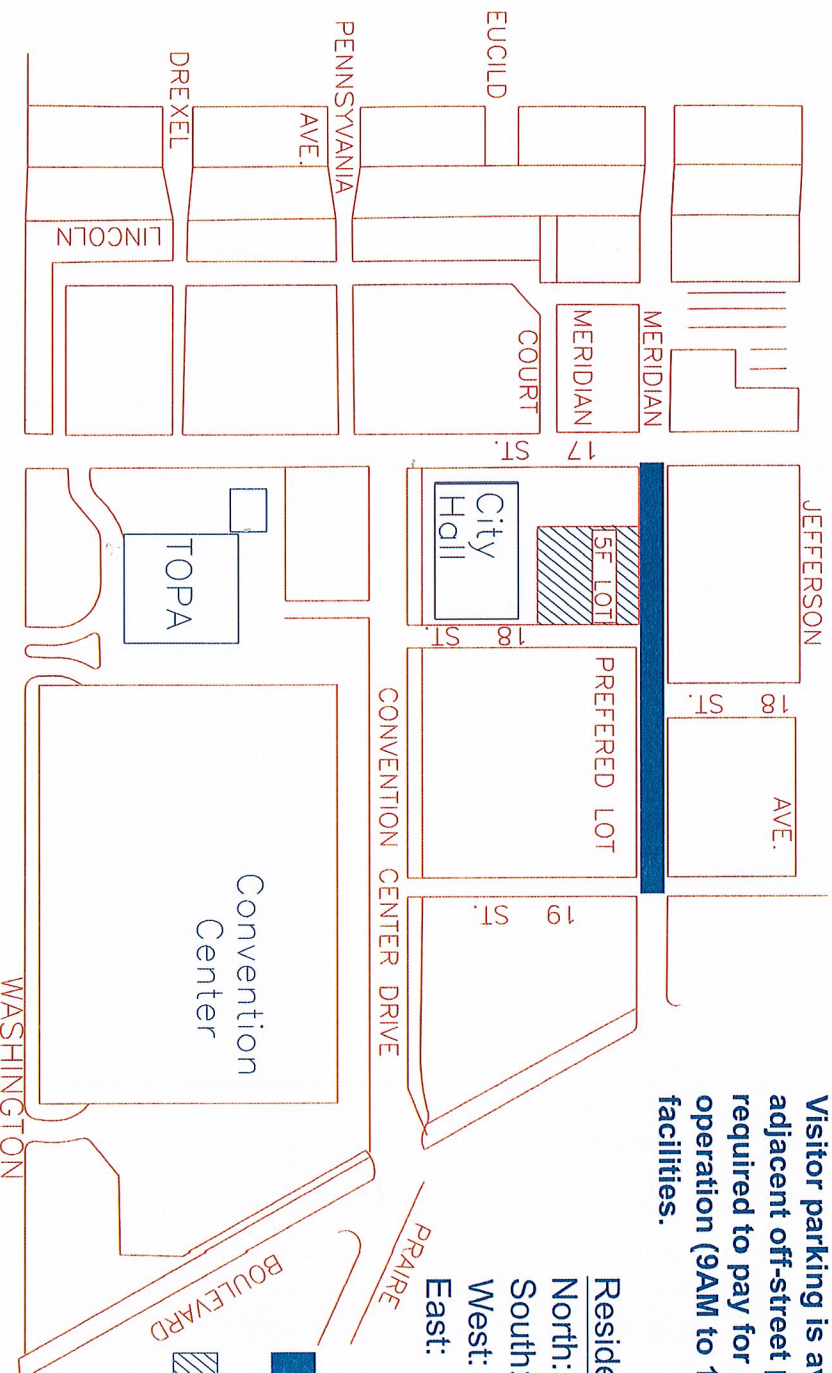 Visitor parking is
adjacent off-street
required to pay for
operation (9AM to
facilities.
North:
South:
West:
East:
JEFFERSON
AVE.
18 ST.
MERIDIAN
MERIDIAN
COURT
17 ST.
5F LOT
PREFERED LOT
City
Hall
18 ST.
19 ST.
EUCILD
PENNSYVANIA
AVE.
DREXEL
LINCOLN
CONVENTION CENTER DRIVE
PRAIRE
TOPA
Convention
Center
BOULEVARD
WASHINGTON